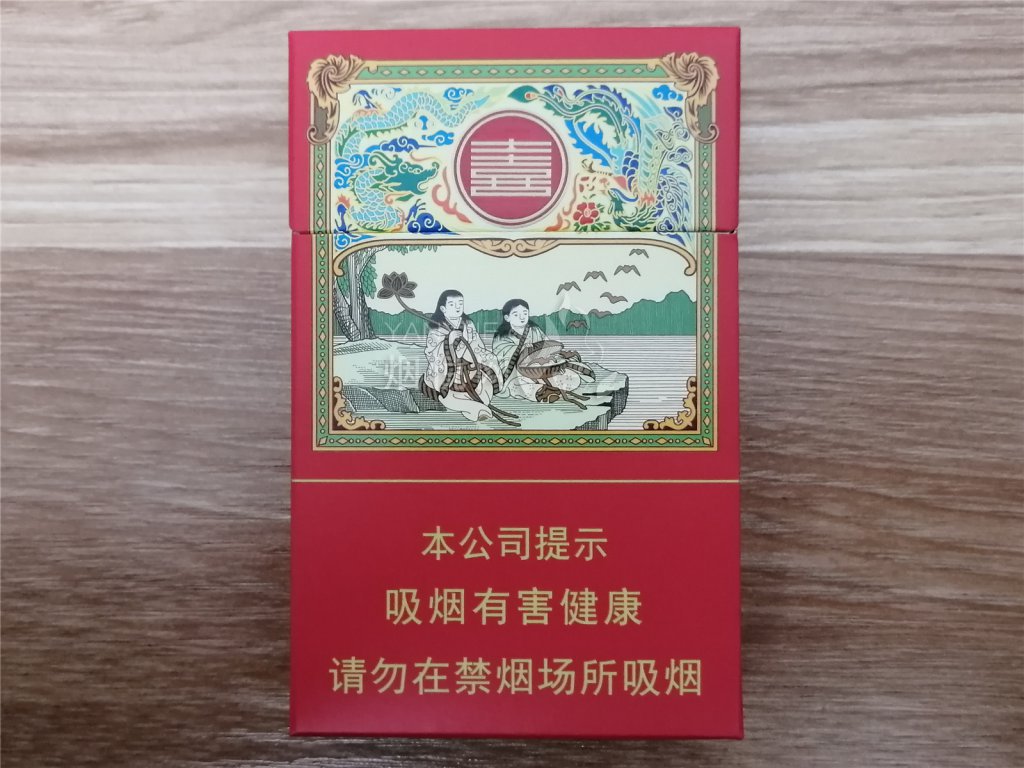 喜
本公司提示
吸烟有害健康
请勿在禁烟场所吸烟